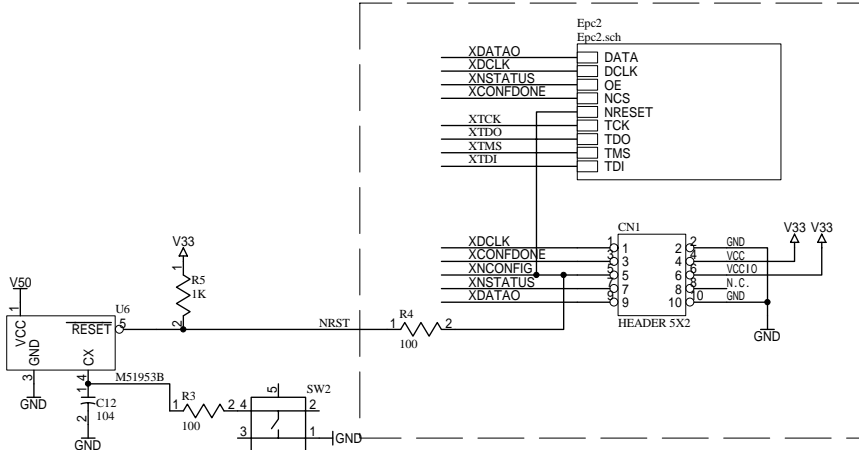 Epc2
Epc2.sch
XDATAO DATA
XDCLK DCLK
XNSTATUS OE
XCONFDONE NCS
NRESET
XTCK TCK
XTDO TDO
XTMS TMS
XTDI TDI
CN1
V33 V33
XDCLK 1 1 2 2 GND
XCONFDONE 3 3 4 4 VCC
XNCONFIG 5 5 6 6 VCCIO
XNSTATUS 7 7 8 8 N.C.
XDATAO 9 9 10 10 GND
HEADER 5X2
GND
V33
1
R5
1K
2
V50
1
U6
VCC
GND
RESET 5
CX
NRST
1 R4 2
100
3
GND
4
M51953B
1
C12
104
2
GND
1 R3 2
100
SW2
5
4 2
3 1
GND